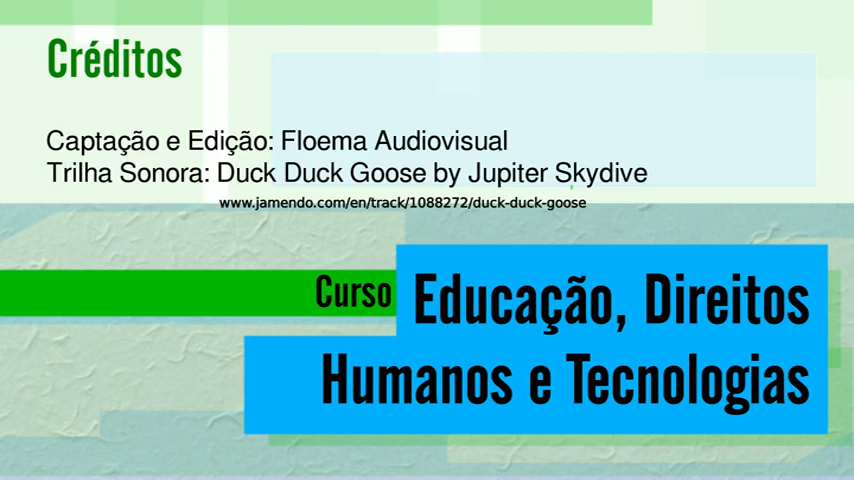 Créditos
Captação e Edição: Floema Audiovisual
Trilha Sonora: Duck Duck Goose by Jupiter Skydive
www.jamendo.com/en/track/1088272/duck-duck-goose
Curso Educação, Direitos
Humanos e Tecnologias